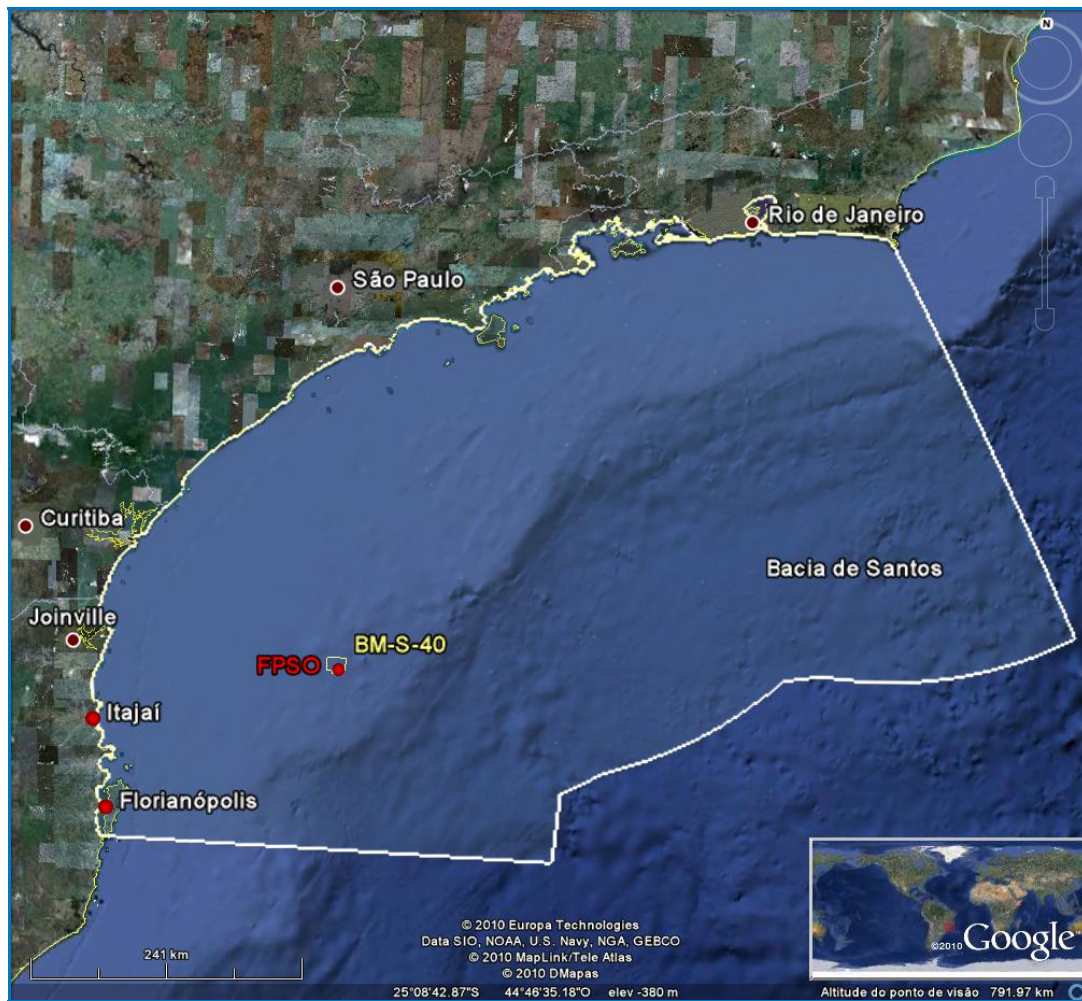 N
Rio de Janeiro
São Paulo
Curitiba
Bacia de Santos
Joinville
BM-S-40
FPSO
Itajaí
Florianópolis
241 km
© 2010 Europa Technologies
Data SIO, NOAA, U.S. Navy, NGA, GEBCO
© 2010 MapLink/Tele Atlas
© 2010 DMapas
©2010 Google™
25°08'42.87"S 44°46'35.18"O elev -380 m
Altitude do ponto de visão 791.97 km